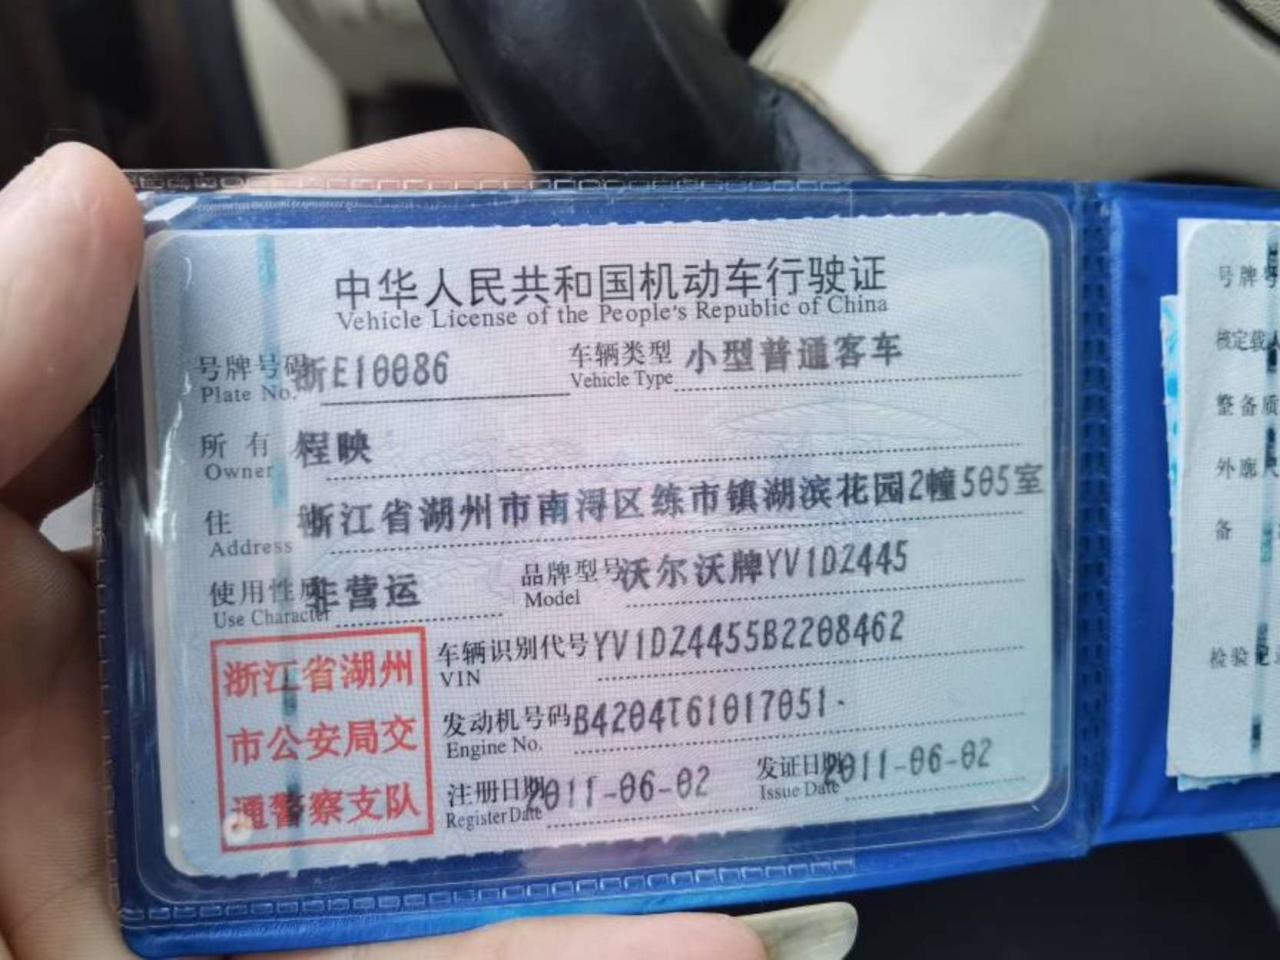 中华人民共和国机动车行驶证
Vehicle License of the People's Republic of China
号牌号码 浙E10086 车辆类型 小型普通客车
Plate No. Vehicle Type
所有 程映
Owner
住 浙江省湖州市南浔区练市镇湖滨花园2幢505室
Address
使用性质 非营运 品牌型号 沃尔沃牌YV1DZ445
Use Character Model
车辆识别代号 YV1DZ4455B2208462
VIN
发动机号码 B4204T61017051
Engine No.
注册日期 2011-06-02 发证日期 2011-06-02
Register Date Issue Date
浙江省湖州
市公安局交
通警察支队
号牌号
核定载人
整备质
外廓
备
检验记